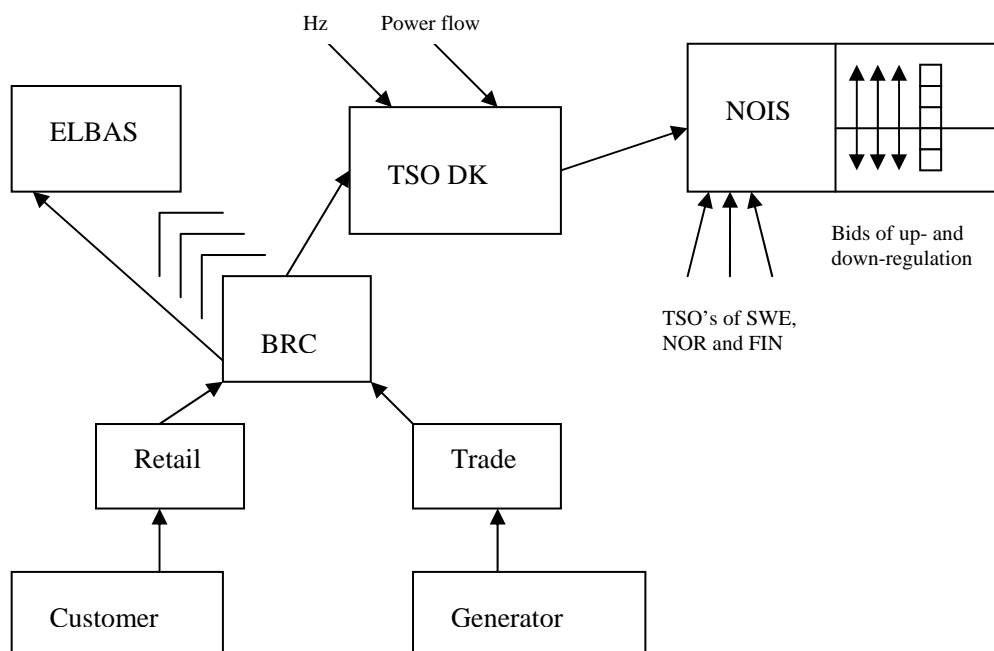 Hz
Power flow
ELBAS
TSO DK
NOIS
Bids of up- and
down-regulation
TSO's of SWE,
NOR and FIN
BRC
Retail
Trade
Customer
Generator